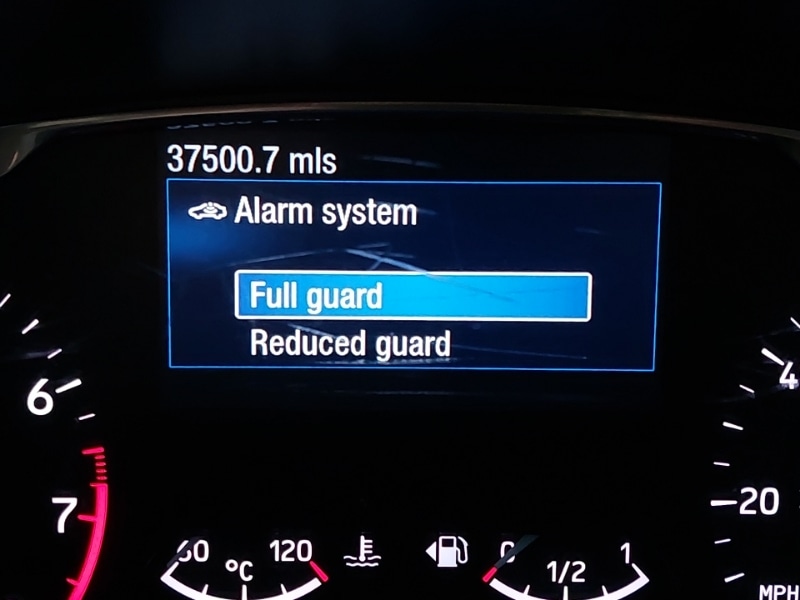 37500.7 mls
Alarm system
Full guard
Reduced guard
6
7
60 120
°C
0 1/2 1
4
20
MPH